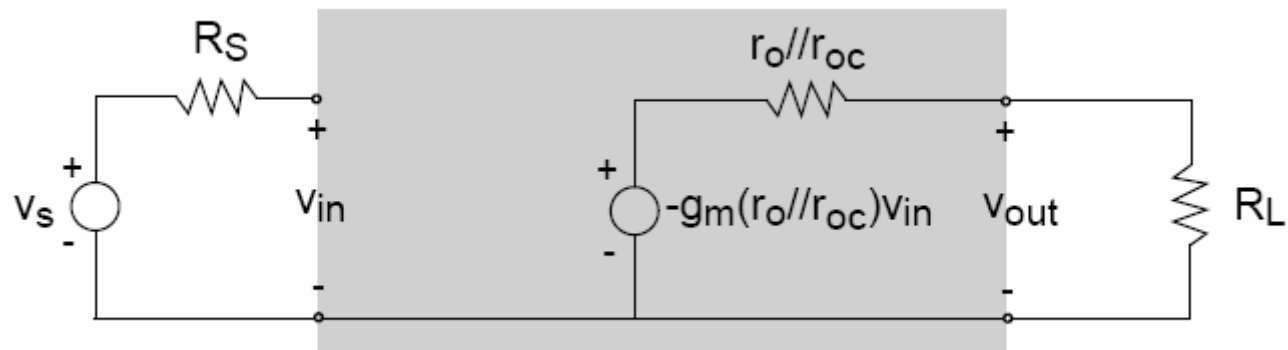 RS
ro//roc
+
+
+
+
vs
vin
-gm(ro//roc)vin
vout
RL
-
-
-
-